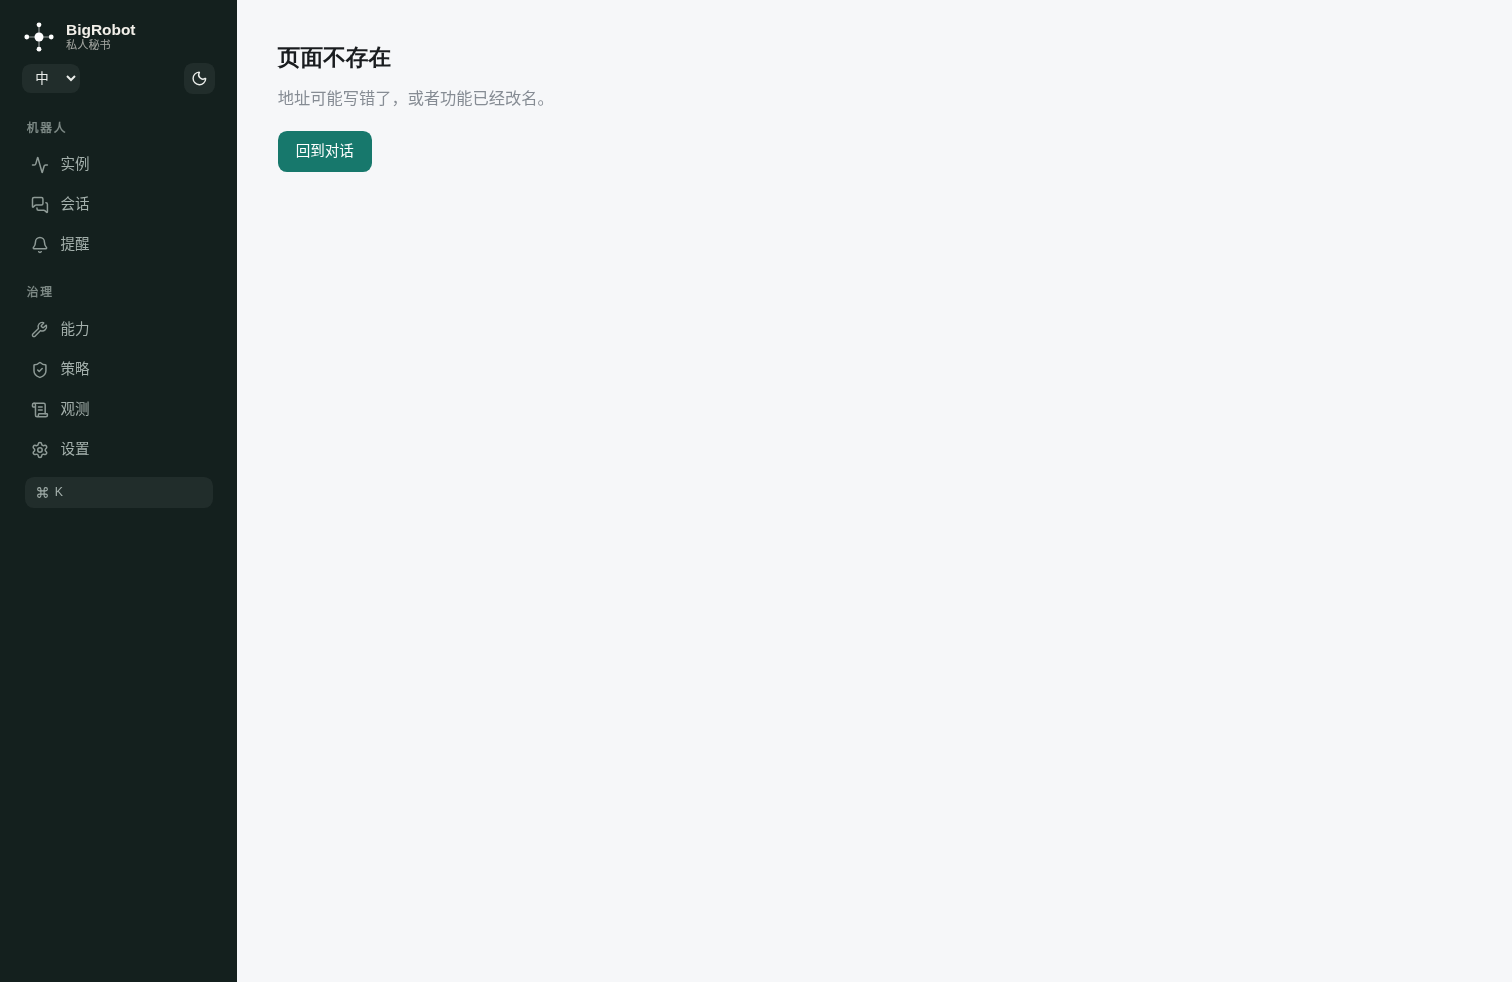 BigRobot
私人秘书
中
机器人
实例
会话
提醒
治理
能力
策略
观测
设置
⌘ K
页面不存在
地址可能写错了，或者功能已经改名。
回到对话